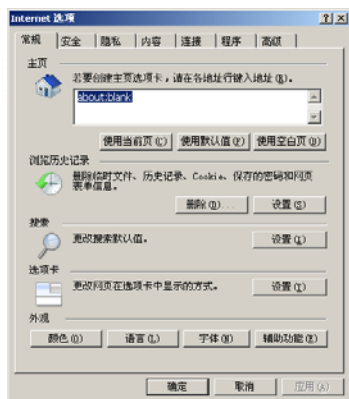 Internet 选项
? ×
常规 安全 隐私 内容 连接 程序 高级
主页
若要创建主页选项卡，请在各地址行键入地址(R)。
about:blank
使用当前页(C) 使用默认值(F) 使用空白页(B)
浏览历史记录
删除临时文件、历史记录、Cookie、保存的密码和网页
表单信息。
删除(D)... 设置(S)
搜索
更改搜索默认值。 设置(I)
选项卡
更改网页在选项卡中显示的方式。 设置(T)
外观
颜色(O) 语言(L) 字体(N) 辅助功能(E)
确定 取消 应用(A)